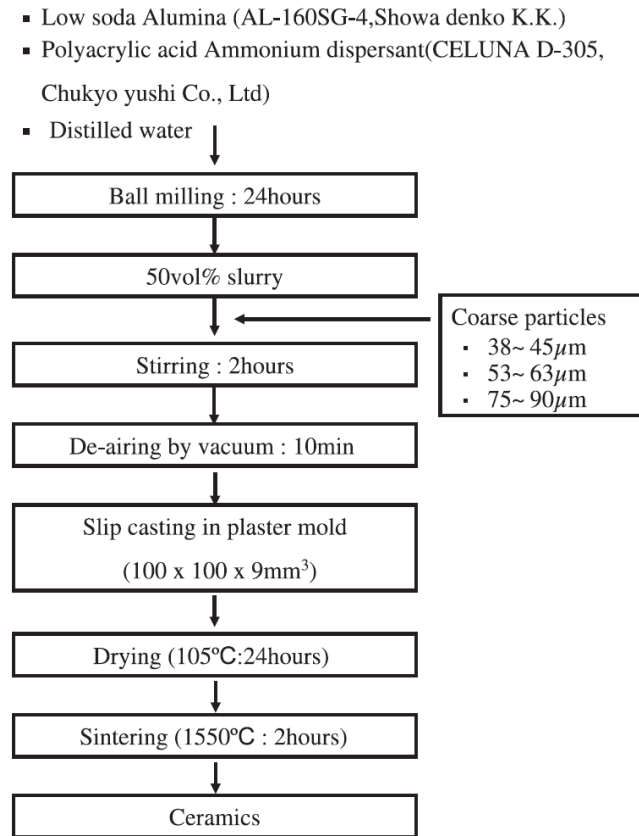 ▪ Low soda Alumina (AL-160SG-4,Showa denko K.K.)
▪ Polyacrylic acid Ammonium dispersant(CELUNA D-305,
Chukyo yushi Co., Ltd)
▪ Distilled water
Ball milling : 24hours
50vol% slurry
Coarse particles
▪ 38~ 45μm
▪ 53~ 63μm
▪ 75~ 90μm
Stirring : 2hours
De-airing by vacuum : 10min
Slip casting in plaster mold
(100 x 100 x 9mm³)
Drying (105℃:24hours)
Sintering (1550℃ : 2hours)
Ceramics